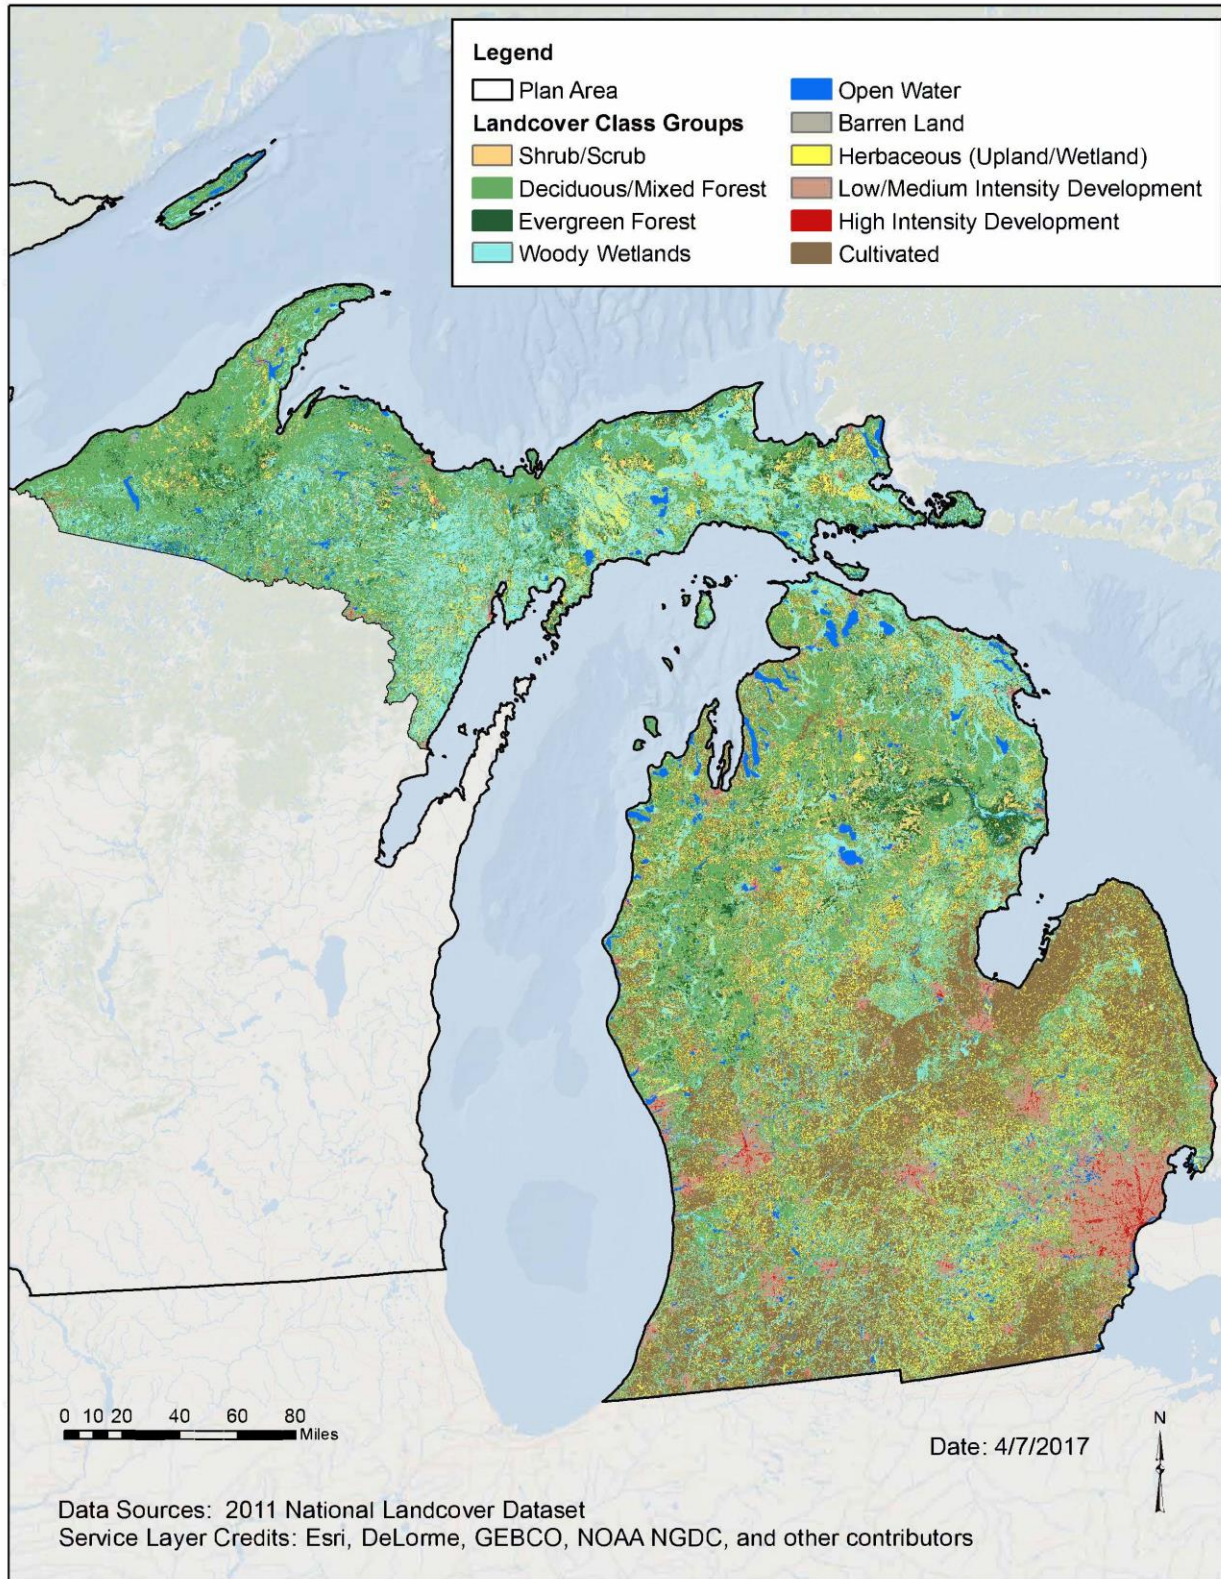 Legend
Plan Area
Landcover Class Groups
Shrub/Scrub
Deciduous/Mixed Forest
Evergreen Forest
Woody Wetlands
Open Water
Barren Land
Herbaceous (Upland/Wetland)
Low/Medium Intensity Development
High Intensity Development
Cultivated
0 10 20 40 60 80
Miles
Date: 4/7/2017
N
Data Sources: 2011 National Landcover Dataset
Service Layer Credits: Esri, DeLorme, GEBCO, NOAA NGDC, and other contributors